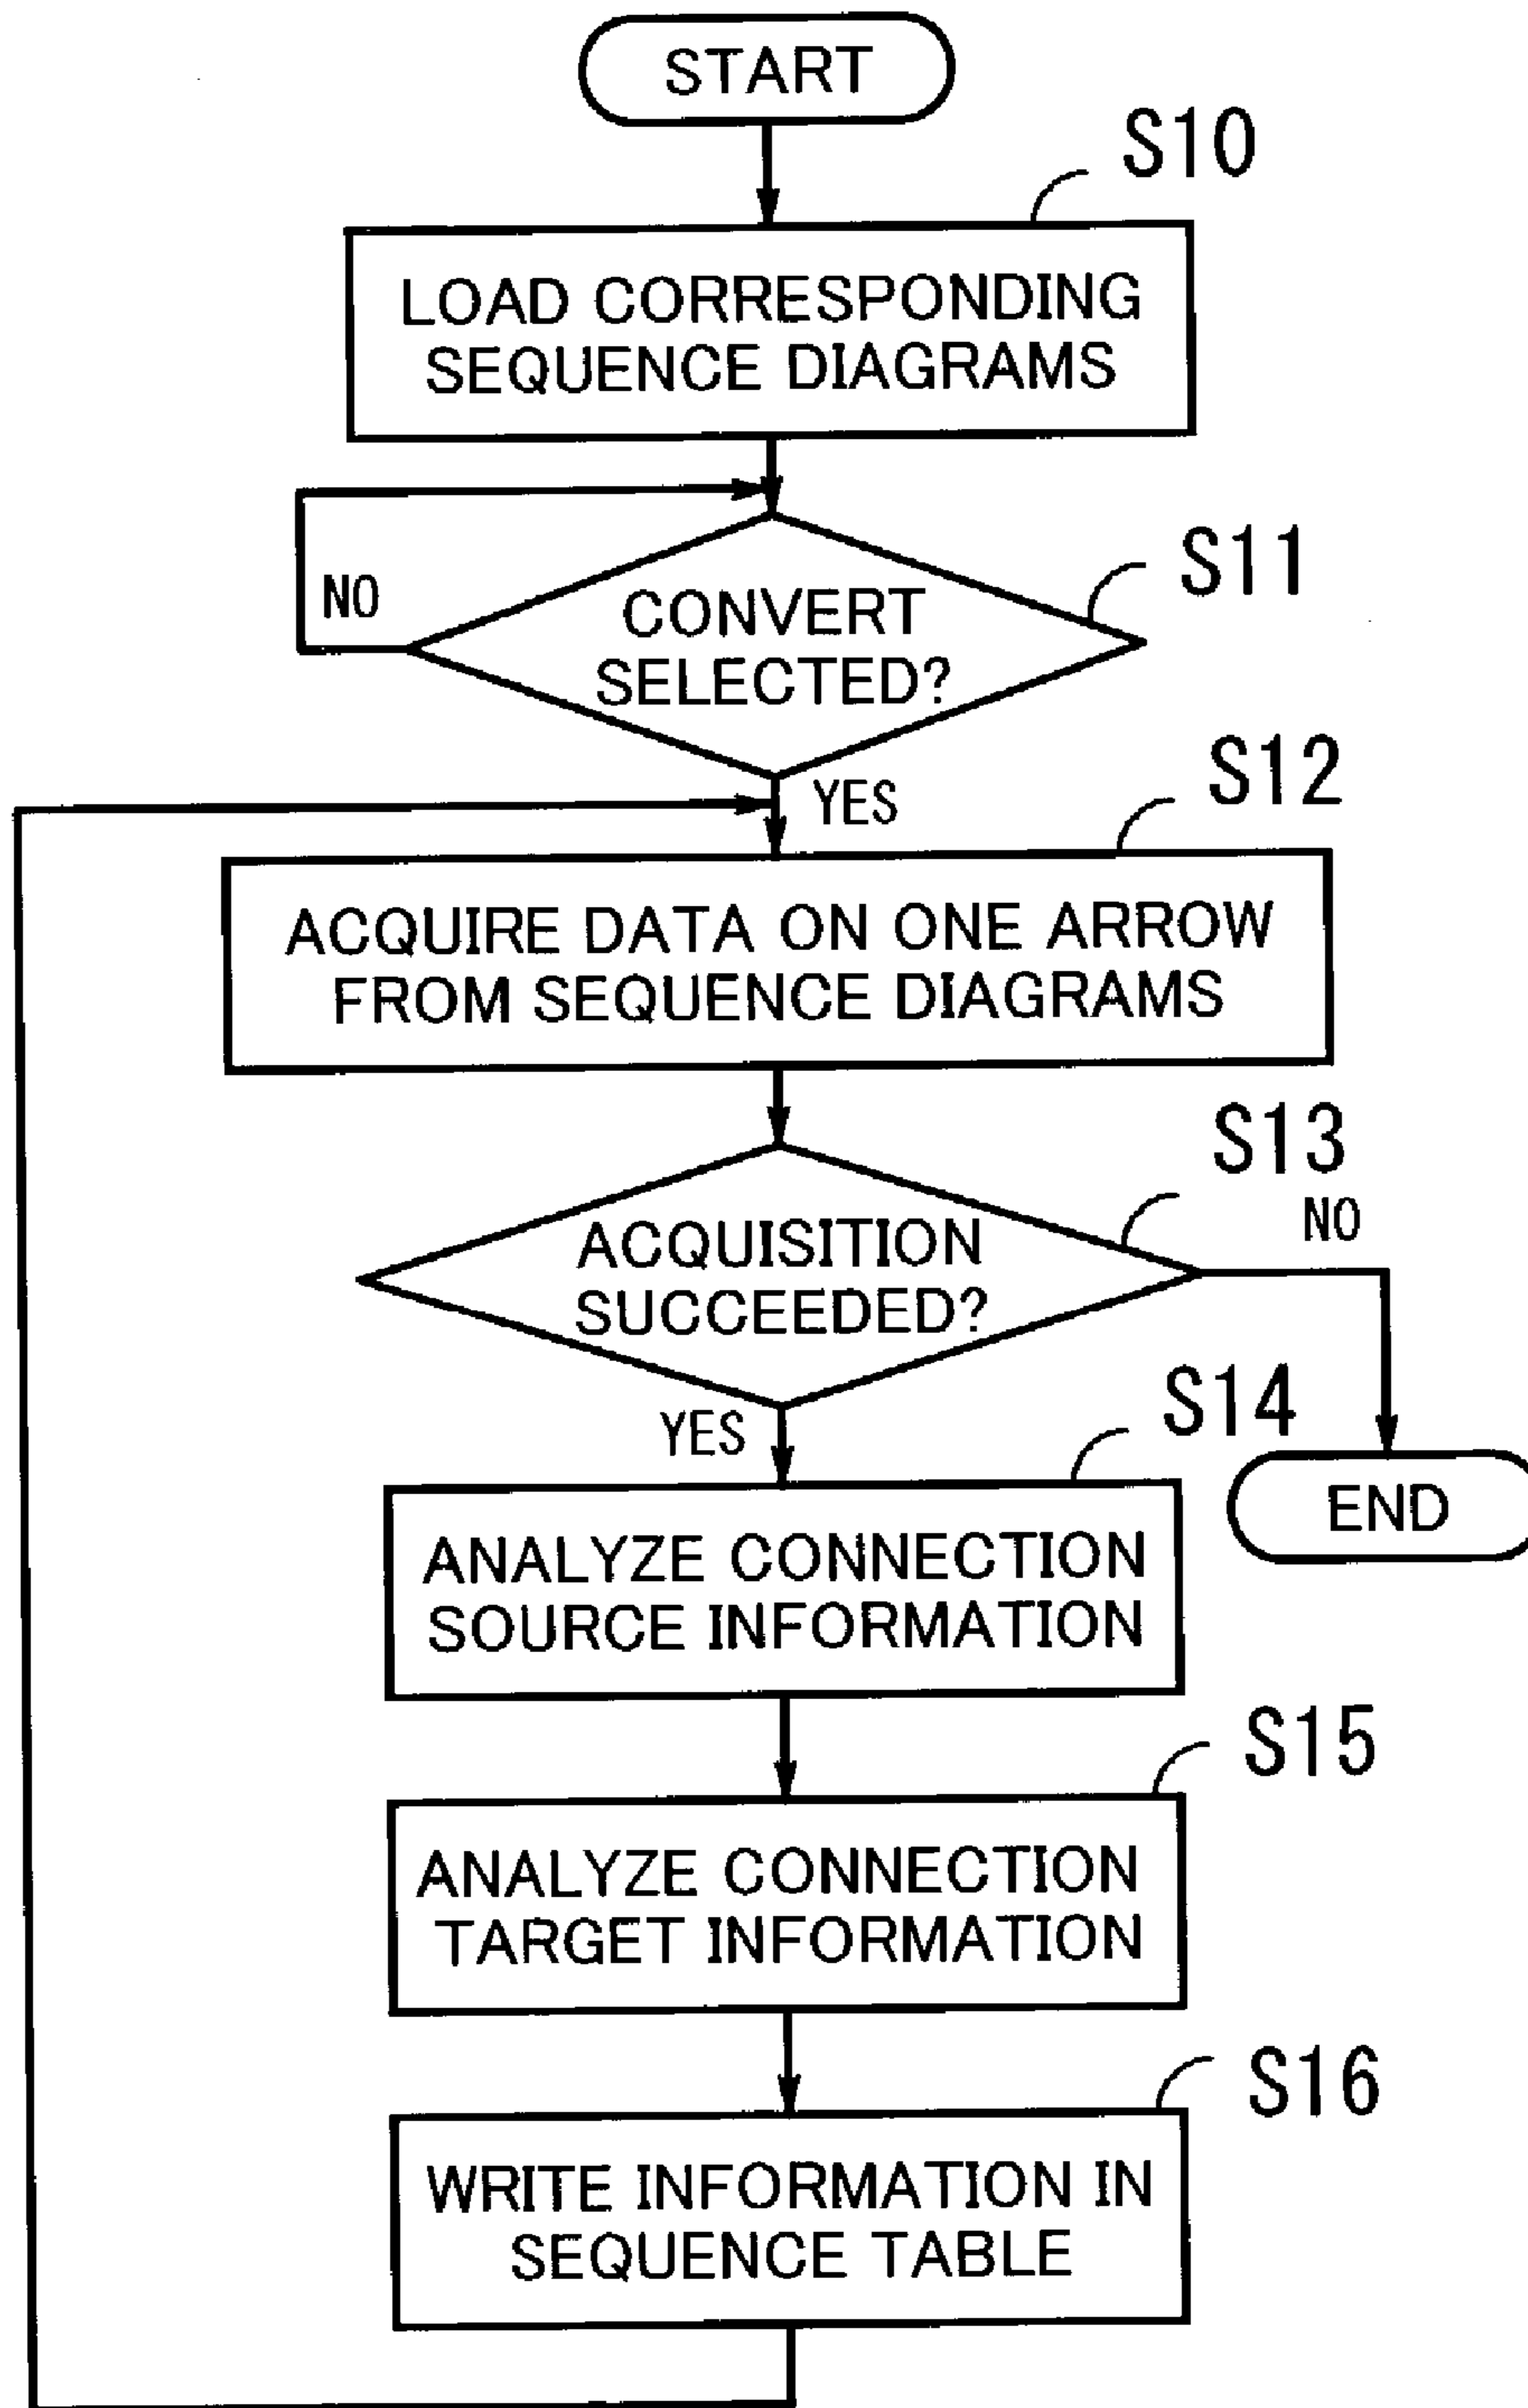 START
S10
LOAD CORRESPONDING
SEQUENCE DIAGRAMS
S11
NO
CONVERT
SELECTED?
YES
S12
ACQUIRE DATA ON ONE ARROW
FROM SEQUENCE DIAGRAMS
S13
NO
ACQUISITION
SUCCEEDED?
YES
S14
END
ANALYZE CONNECTION
SOURCE INFORMATION
S15
ANALYZE CONNECTION
TARGET INFORMATION
S16
WRITE INFORMATION IN
SEQUENCE TABLE